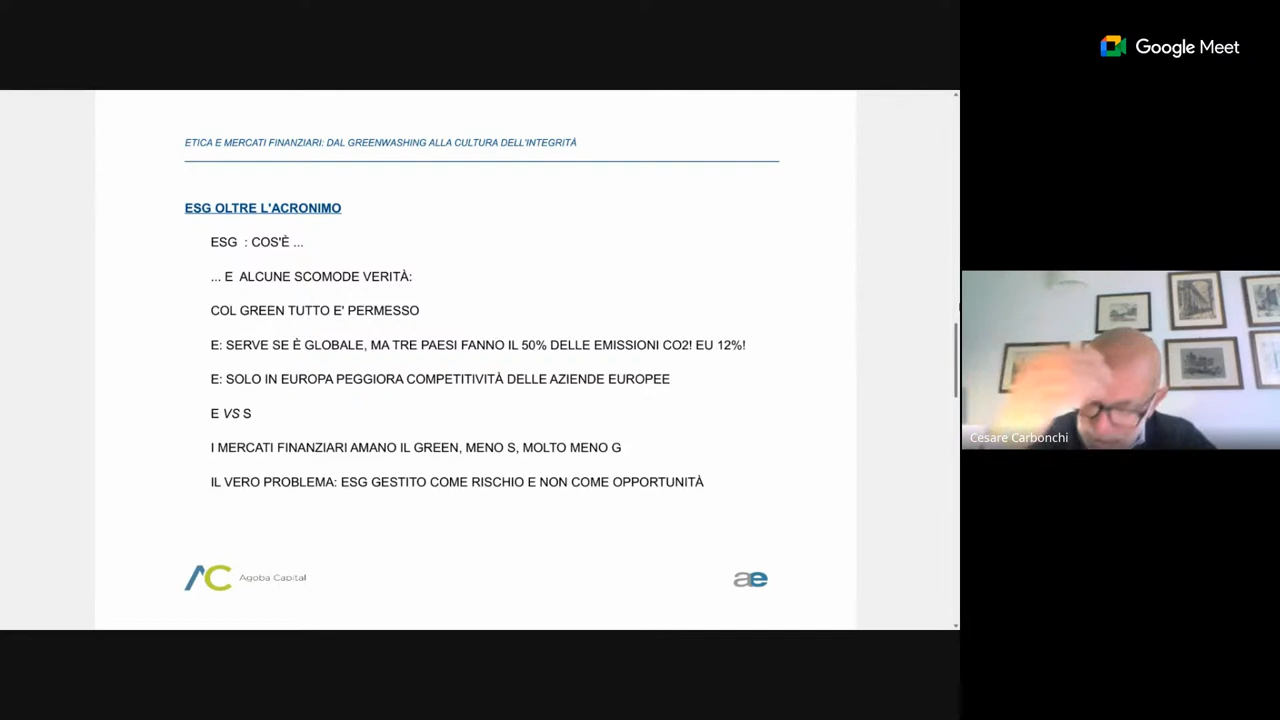 Google Meet
ETICA E MERCATI FINANZIARI: DAL GREENWASHING ALLA CULTURA DELL'INTEGRITÀ
ESG OLTRE L'ACRONIMO
ESG : COS'È ...
... E ALCUNE SCOMODE VERITÀ:
COL GREEN TUTTO E' PERMESSO
E: SERVE SE È GLOBALE, MA TRE PAESI FANNO IL 50% DELLE EMISSIONI CO2! EU 12%!
E: SOLO IN EUROPA PEGGIORA COMPETITIVITÀ DELLE AZIENDE EUROPEE
E VS S
I MERCATI FINANZIARI AMANO IL GREEN, MENO S, MOLTO MENO G
IL VERO PROBLEMA: ESG GESTITO COME RISCHIO E NON COME OPPORTUNITÀ
AC Agoba Capital
ae
Cesare Carbonchi